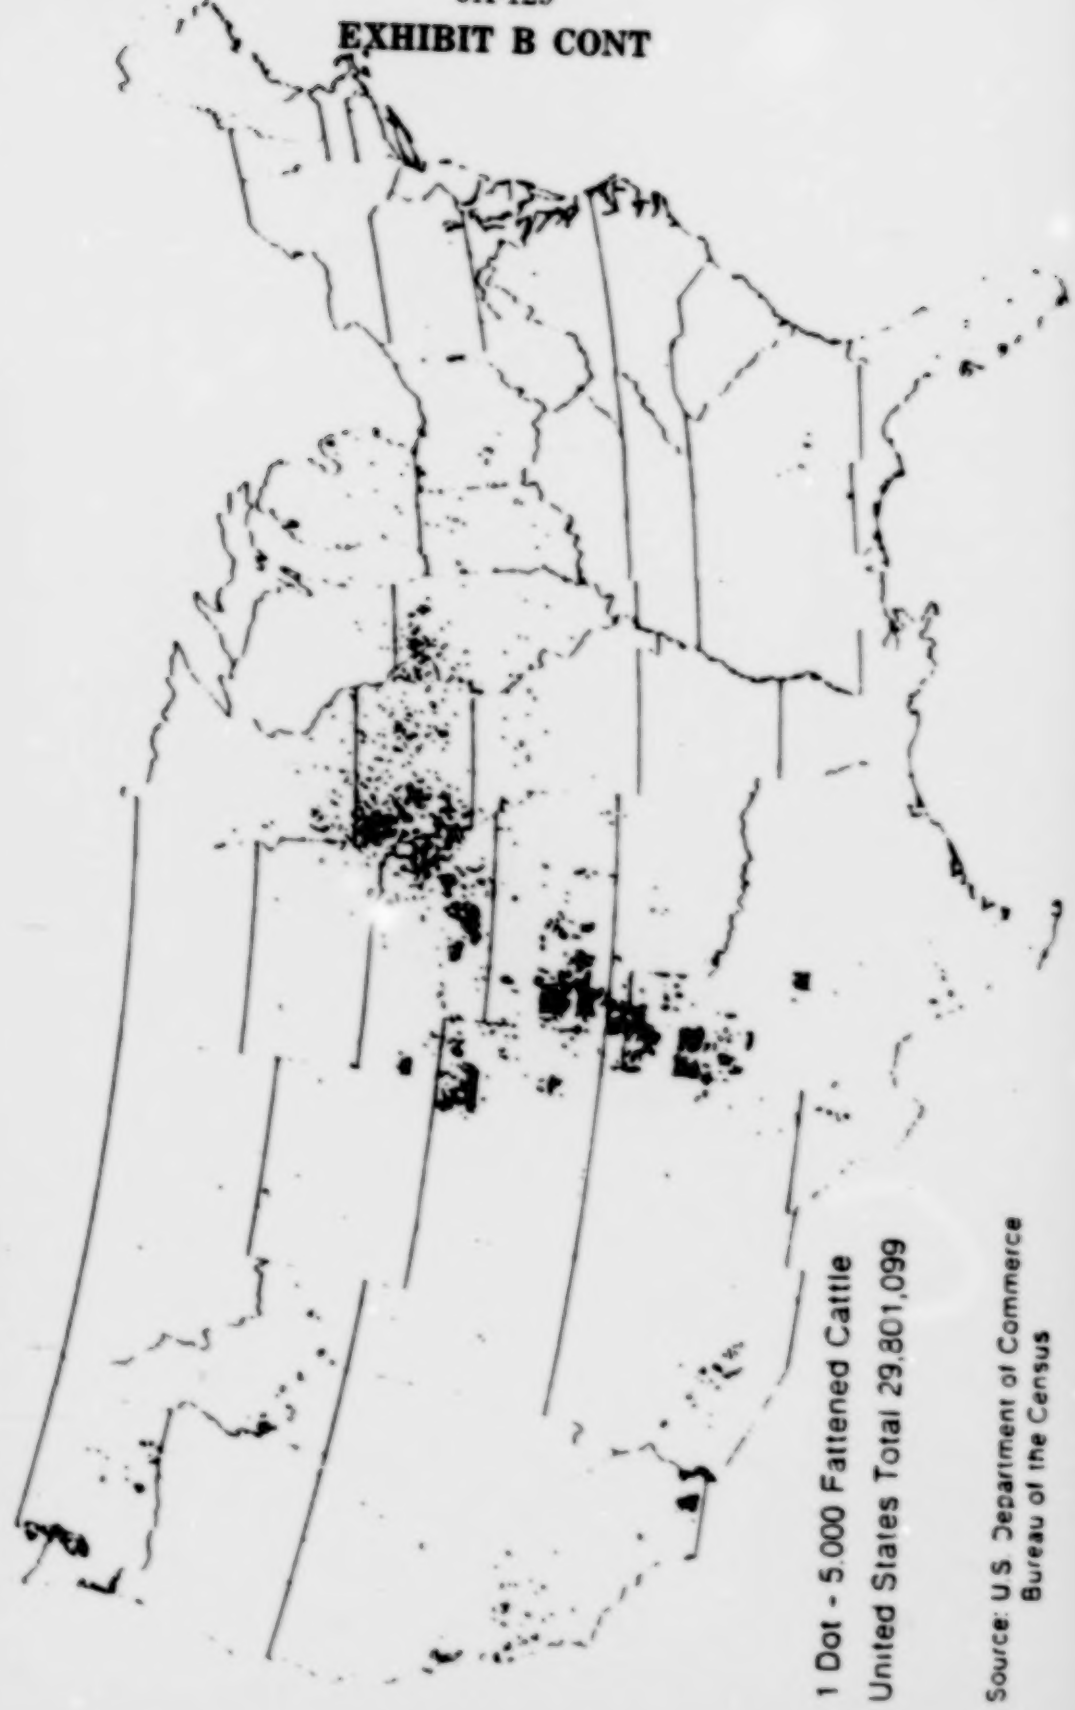 EXHIBIT B CONT
1 Dot - 5,000 Fattened Cattle
United States Total 29,801,099
Source: U.S. Department of Commerce
Bureau of the Census